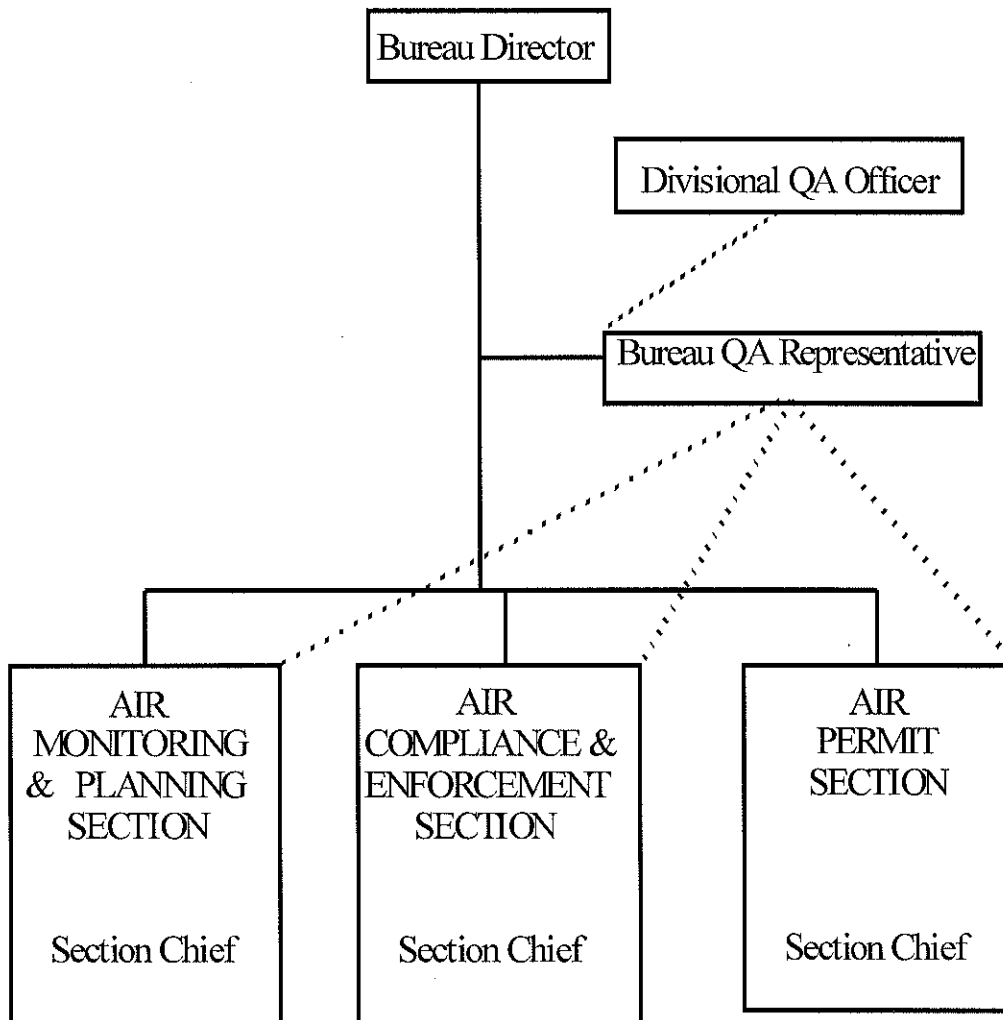 Bureau Director
Divisional QA Officer
Bureau QA Representative
AIR
MONITORING
& PLANNING
SECTION
Section Chief
AIR
COMPLIANCE &
ENFORCEMENT
SECTION
Section Chief
AIR
PERMIT
SECTION
Section Chief